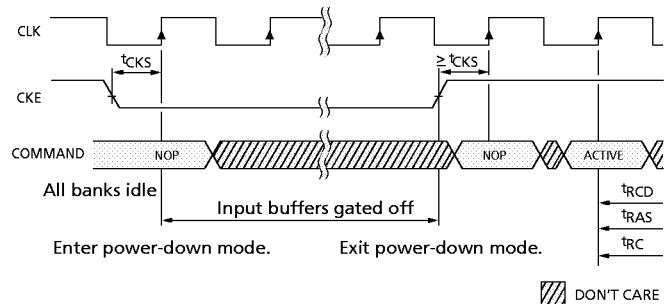 CLK
tCKS
≥ tCKS
CKE
COMMAND
NOP
NOP
ACTIVE
All banks idle
tRCD
Input buffers gated off
tRAS
Enter power-down mode.
Exit power-down mode.
tRC
DON'T CARE